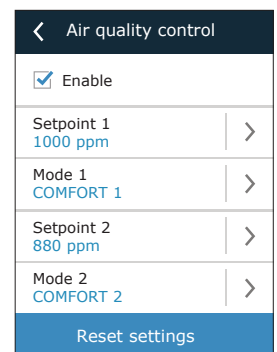 Air quality control
Enable
Setpoint 1
1000 ppm
Mode 1
COMFORT 1
Setpoint 2
880 ppm
Mode 2
COMFORT 2
Reset settings